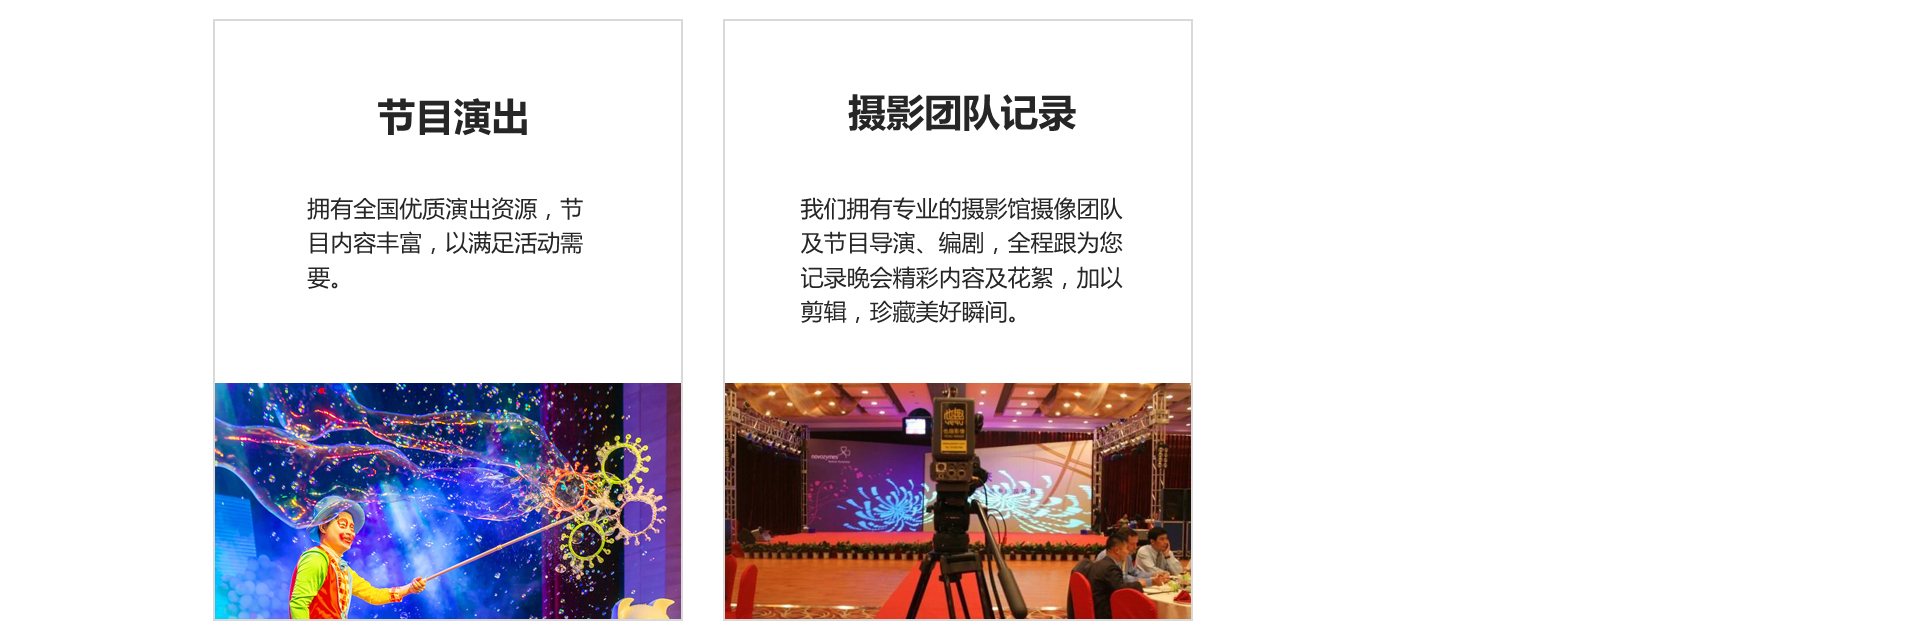 节目演出
拥有全国优质演出资源，节
目内容丰富，以满足活动需
要。
摄影团队记录
我们拥有专业的摄影馆摄像团队
及节目导演、编剧，全程跟为您
记录晚会精彩内容及花絮，加以
剪辑，珍藏美好瞬间。
novozymes